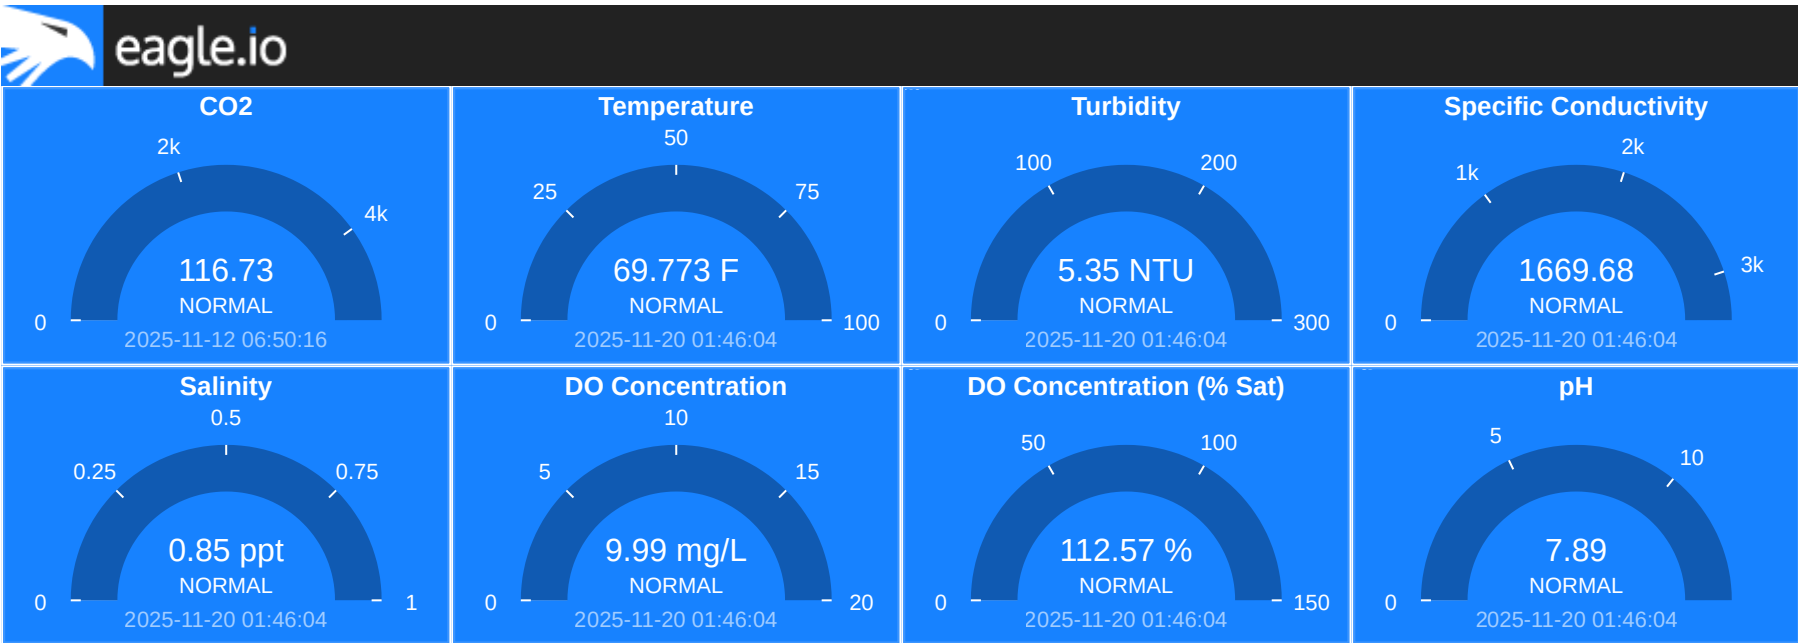 eagle.io
CO2
2k
4k
0
116.73
NORMAL
2025-11-12 06:50:16
Temperature
50
25
75
0
100
69.773 F
NORMAL
2025-11-20 01:46:04
Turbidity
100
200
0
300
5.35 NTU
NORMAL
2025-11-20 01:46:04
Specific Conductivity
2k
1k
3k
0
1669.68
NORMAL
2025-11-20 01:46:04
Salinity
0.5
0.25
0.75
0
1
0.85 ppt
NORMAL
2025-11-20 01:46:04
DO Concentration
10
5
15
0
20
9.99 mg/L
NORMAL
2025-11-20 01:46:04
DO Concentration (% Sat)
50
100
0
150
112.57 %
NORMAL
2025-11-20 01:46:04
pH
5
10
0
7.89
NORMAL
2025-11-20 01:46:04